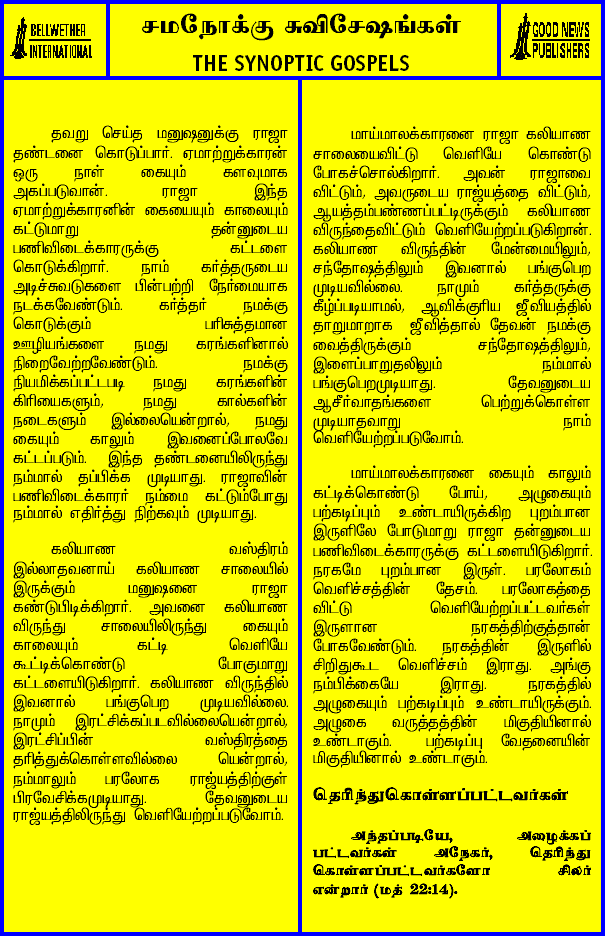 BELLWETHER
INTERNATIONAL
சமநோக்கு சுவிசேஷங்கள்
THE SYNOPTIC GOSPELS
GOOD NEWS
PUBLISHERS
தவறு செய்த மனுஷனுக்கு ராஜா
தண்டனை கொடுப்பார். ஏமாற்றுக்காரன்
ஒரு நாள் கையும் களவுமாக
அகப்படுவான். ராஜா இந்த
ஏமாற்றுக்காரனின் கையையும் காலையும்
கட்டுமாறு தன்னுடைய
பணிவிடைக்காரருக்கு கட்டளை
கொடுக்கிறார். நாம் கர்த்தருடைய
அடிச்சுவடுகளை பின்பற்றி நேர்மையாக
நடக்கவேண்டும். கர்த்தர் நமக்கு
கொடுக்கும் பரிசுத்தமான
ஊழியங்களை நமது கரங்களினால்
நிறைவேற்றவேண்டும். நமக்கு
நியமிக்கப்பட்டபடி நமது கரங்களின்
கிரியைகளும், நமது கால்களின்
நடைகளும் இல்லையென்றால், நமது
கையும் காலும் இவனைப்போலவே
கட்டப்படும். இந்த தண்டனையிலிருந்து
நம்மால் தப்பிக்க முடியாது. ராஜாவின்
பணிவிடைக்காரர் நம்மை கட்டும்போது
நம்மால் எதிர்த்து நிற்கவும் முடியாது.
கலியாண வஸ்திரம்
இல்லாதவனாய் கலியாண சாலையில்
இருக்கும் மனுஷனை ராஜா
கண்டுபிடிக்கிறார். அவனை கலியாண
விருந்து சாலையிலிருந்து கையும்
காலையும் கட்டி வெளியே
கூட்டிக்கொண்டு போகுமாறு
கட்டளையிடுகிறார். கலியாண விருந்தில்
இவனால் பங்குபெற முடியவில்லை.
நாமும் இரட்சிக்கப்படவில்லையென்றால்,
இரட்சிப்பின் வஸ்திரத்தை
தரித்துக்கொள்ளவில்லை யென்றால்,
நம்மாலும் பரலோக ராஜ்யத்திற்குள்
பிரவேசிக்கமுடியாது. தேவனுடைய
ராஜ்யத்திலிருந்து வெளியேற்றப்படுவோம்.
மாய்மாலக்காரனை ராஜா கலியாண
சாலையைவிட்டு வெளியே கொண்டு
போகச்சொல்கிறார். அவன் ராஜாவை
விட்டும், அவருடைய ராஜ்யத்தை விட்டும்,
ஆயத்தம்பண்ணப்பட்டிருக்கும் கலியாண
விருந்தைவிட்டும் வெளியேற்றப்படுகிறான்.
கலியாண விருந்தின் மேன்மையிலும்,
சந்தோஷத்திலும் இவனால் பங்குபெற
முடியவில்லை. நாமும் கர்த்தருக்கு
கீழ்ப்படியாமல், ஆவிக்குரிய ஜீவியத்தில்
தாறுமாறாக ஜீவித்தால் தேவன் நமக்கு
வைத்திருக்கும் சந்தோஷத்திலும்,
இளைப்பாறுதலிலும் நம்மால்
பங்குபெறமுடியாது. தேவனுடைய
ஆசீர்வாதங்களை பெற்றுக்கொள்ள
முடியாதவாறு நாம்
வெளியேற்றப்படுவோம்.
மாய்மாலக்காரனை கையும் காலும்
கட்டிக்கொண்டு போய், அழுகையும்
பற்கடிப்பும் உண்டாயிருக்கிற புறம்பான
இருளிலே போடுமாறு ராஜா தன்னுடைய
பணிவிடைக்காரருக்கு கட்டளையிடுகிறார்.
நரகமே புறம்பான இருள். பரலோகம்
வெளிச்சத்தின் தேசம். பரலோகத்தை
விட்டு வெளியேற்றப்பட்டவர்கள்
இருளான நரகத்திற்குத்தான்
போகவேண்டும். நரகத்தின் இருளில்
சிறிதுகூட வெளிச்சம் இராது. அங்கு
நம்பிக்கையே இராது. நரகத்தில்
அழுகையும் பற்கடிப்பும் உண்டாயிருக்கும்.
அழுகை வருத்தத்தின் மிகுதியினால்
உண்டாகும். பற்கடிப்பு வேதனையின்
மிகுதியினால் உண்டாகும்.
தெரிந்துகொள்ளப்பட்டவர்கள்
அந்தப்படியே, அழைக்கப்
பட்டவர்கள் அநேகர், தெரிந்து
கொள்ளப்பட்டவர்களோ சிலர்
என்றார் (மத் 22:14).